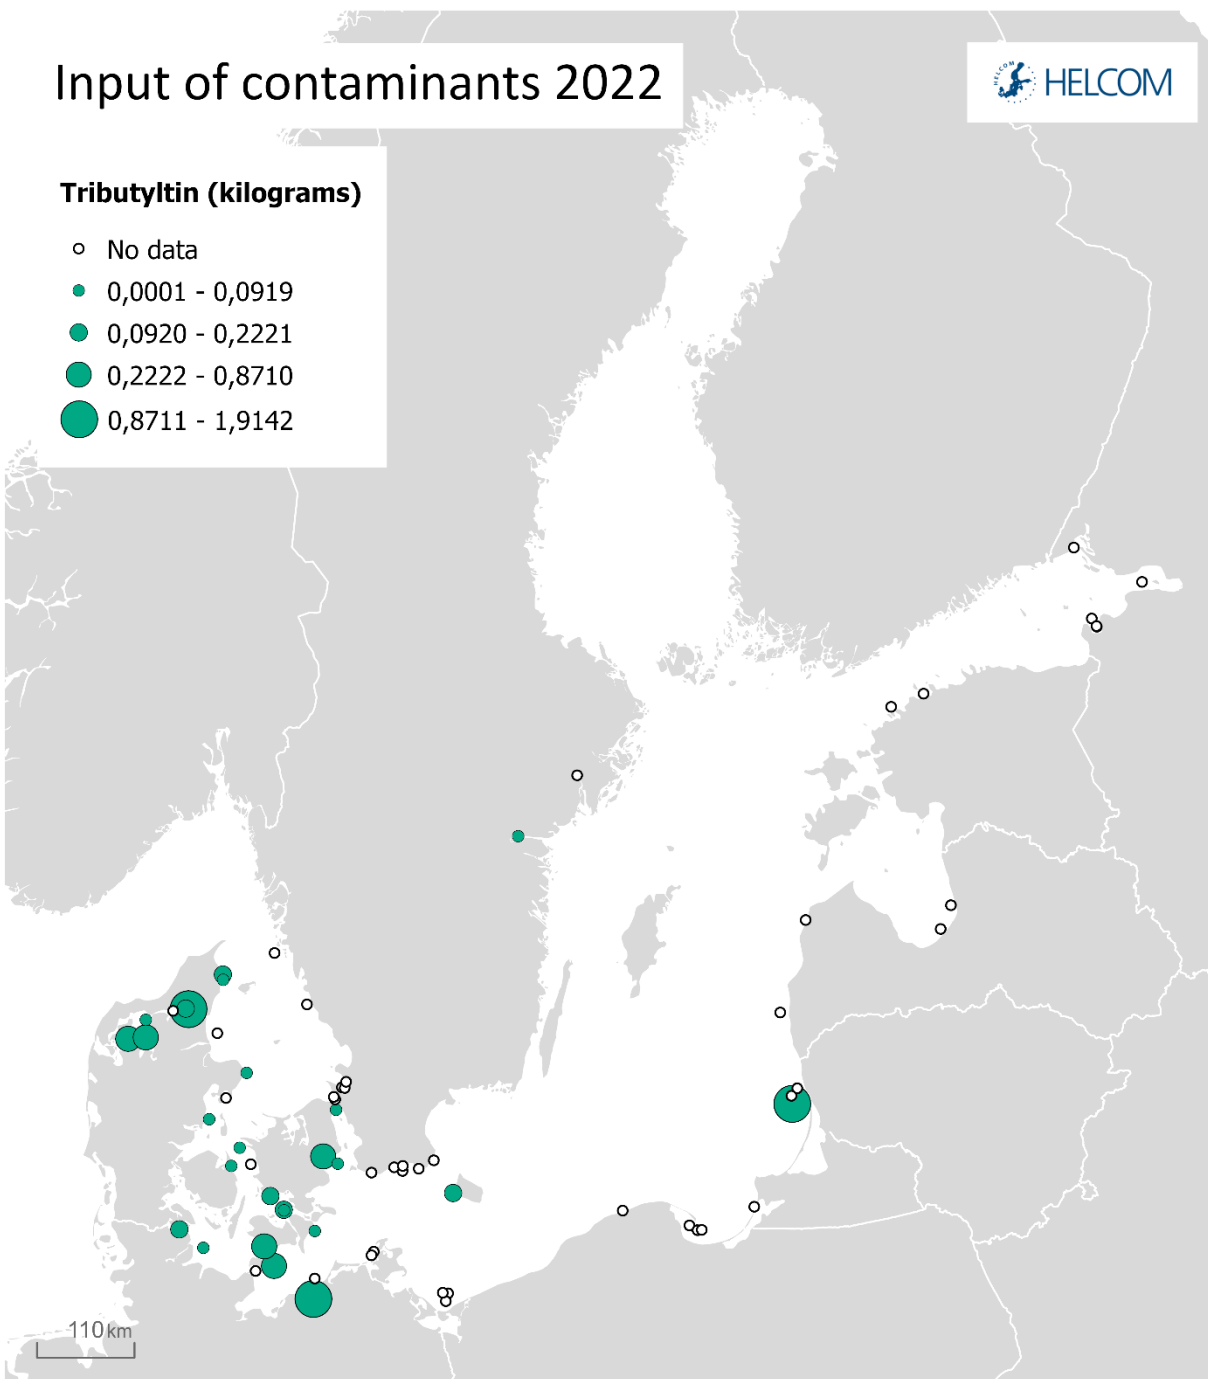 Input of contaminants 2022
HELCOM
HELCOM
Tributyltin (kilograms)
No data
0,0001 - 0,0919
0,0920 - 0,2221
0,2222 - 0,8710
0,8711 - 1,9142
110 km